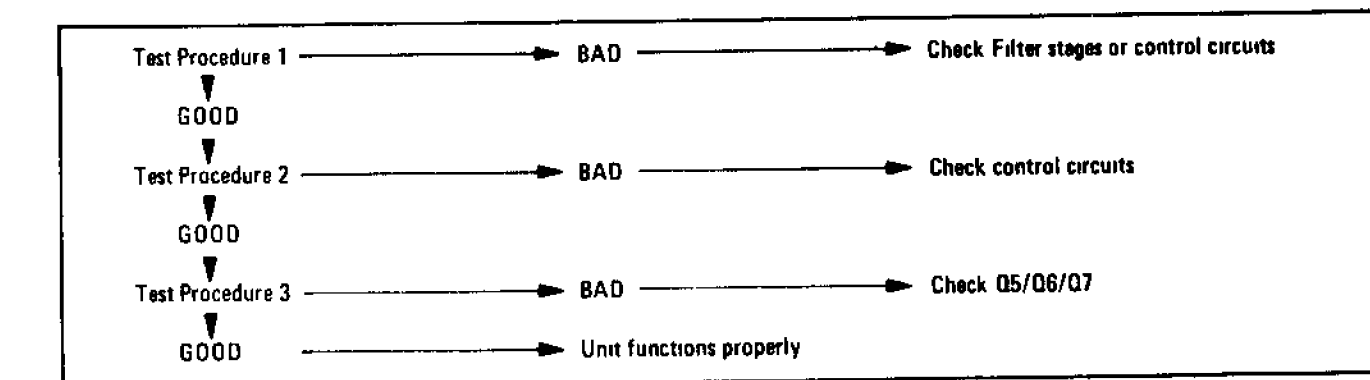 Test Procedure 1 BAD Check Filter stages or control circuits
GOOD
Test Procedure 2 BAD Check control circuits
GOOD
Test Procedure 3 BAD Check Q5/Q6/Q7
GOOD Unit functions properly